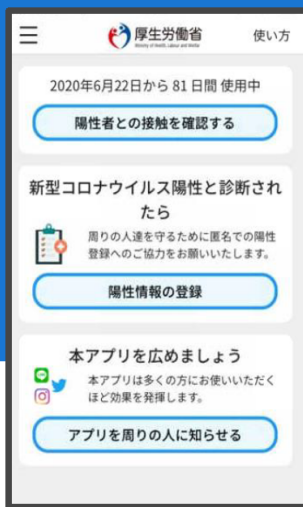 厚生労働省
Ministry of Health, Labour and Welfare
使い方
2020年6月22日から 81 日間 使用中
陽性者との接触を確認する
新型コロナウイルス陽性と診断され
たら
周りの人達を守るために匿名での陽性
登録へのご協力をお願いいたします。
陽性情報の登録
本アプリを広めましょう
本アプリは多くの方にお使いいただく
ほど効果を発揮します。
アプリを周りの人に知らせる